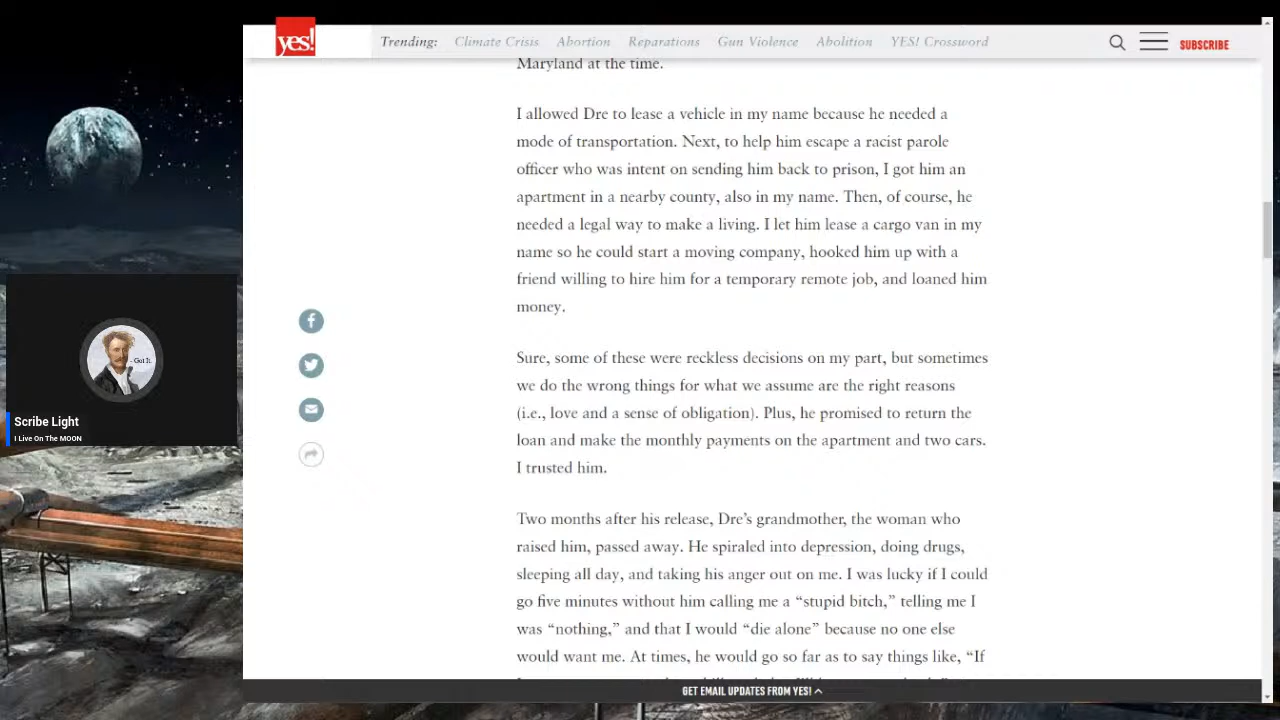 yes!
Trending: Climate Crisis Abortion Reparations Gun Violence Abolition YES! Crossword
SUBSCRIBE
Maryland at the time.
I allowed Dre to lease a vehicle in my name because he needed a
mode of transportation. Next, to help him escape a racist parole
officer who was intent on sending him back to prison, I got him an
apartment in a nearby county, also in my name. Then, of course, he
needed a legal way to make a living. I let him lease a cargo van in my
name so he could start a moving company, hooked him up with a
friend willing to hire him for a temporary remote job, and loaned him
money.
Sure, some of these were reckless decisions on my part, but sometimes
we do the wrong things for what we assume are the right reasons
(i.e., love and a sense of obligation). Plus, he promised to return the
loan and make the monthly payments on the apartment and two cars.
I trusted him.
Two months after his release, Dre’s grandmother, the woman who
raised him, passed away. He spiraled into depression, doing drugs,
sleeping all day, and taking his anger out on me. I was lucky if I could
go five minutes without him calling me a “stupid bitch,” telling me I
was “nothing,” and that I would “die alone” because no one else
would want me. At times, he would go so far as to say things like, “If
GET EMAIL UPDATES FROM YES!
- Got It.
Scribe Light
I Live On The MOON